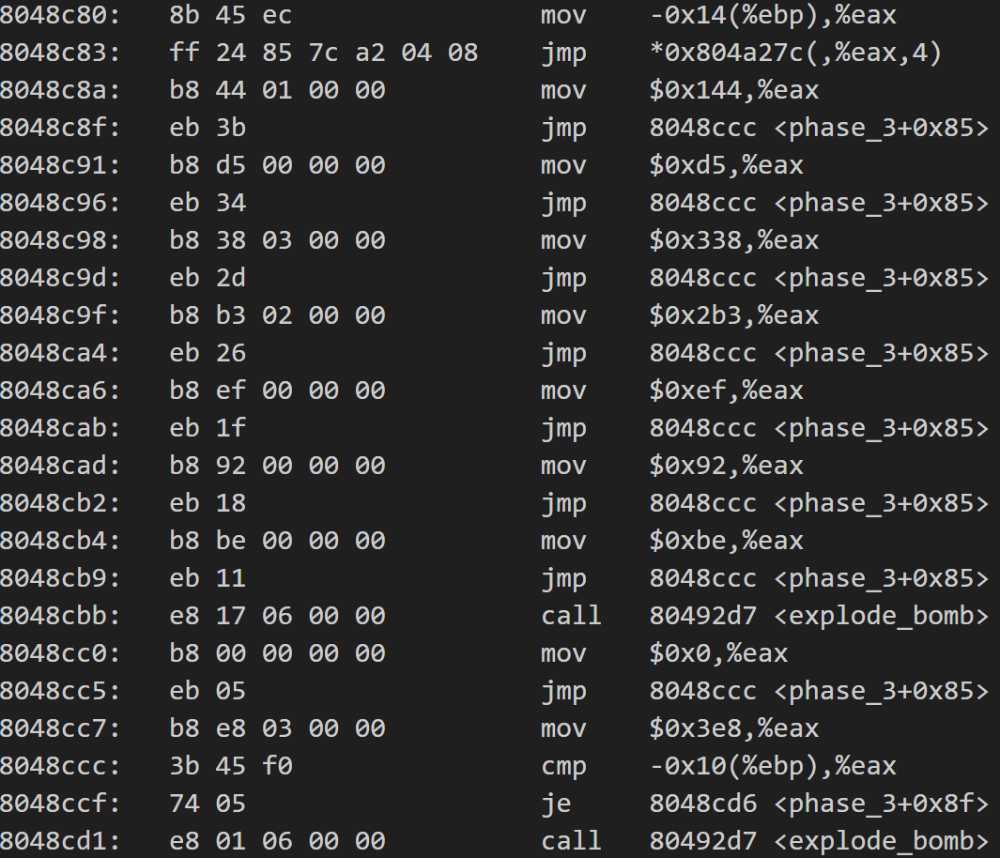 8048c80: 8b 45 ec mov -0x14(%ebp),%eax
8048c83: ff 24 85 7c a2 04 08 jmp *0x804a27c(,%eax,4)
8048c8a: b8 44 01 00 00 mov $0x144,%eax
8048c8f: eb 3b jmp 8048ccc <phase_3+0x85>
8048c91: b8 d5 00 00 00 mov $0xd5,%eax
8048c96: eb 34 jmp 8048ccc <phase_3+0x85>
8048c98: b8 38 03 00 00 mov $0x338,%eax
8048c9d: eb 2d jmp 8048ccc <phase_3+0x85>
8048c9f: b8 b3 02 00 00 mov $0x2b3,%eax
8048ca4: eb 26 jmp 8048ccc <phase_3+0x85>
8048ca6: b8 ef 00 00 00 mov $0xef,%eax
8048cab: eb 1f jmp 8048ccc <phase_3+0x85>
8048cad: b8 92 00 00 00 mov $0x92,%eax
8048cb2: eb 18 jmp 8048ccc <phase_3+0x85>
8048cb4: b8 be 00 00 00 mov $0xbe,%eax
8048cb9: eb 11 jmp 8048ccc <phase_3+0x85>
8048cbb: e8 17 06 00 00 call 80492d7 <explode_bomb>
8048cc0: b8 00 00 00 00 mov $0x0,%eax
8048cc5: eb 05 jmp 8048ccc <phase_3+0x85>
8048cc7: b8 e8 03 00 00 mov $0x3e8,%eax
8048ccc: 3b 45 f0 cmp -0x10(%ebp),%eax
8048ccf: 74 05 je 8048cd6 <phase_3+0x8f>
8048cd1: e8 01 06 00 00 call 80492d7 <explode_bomb>